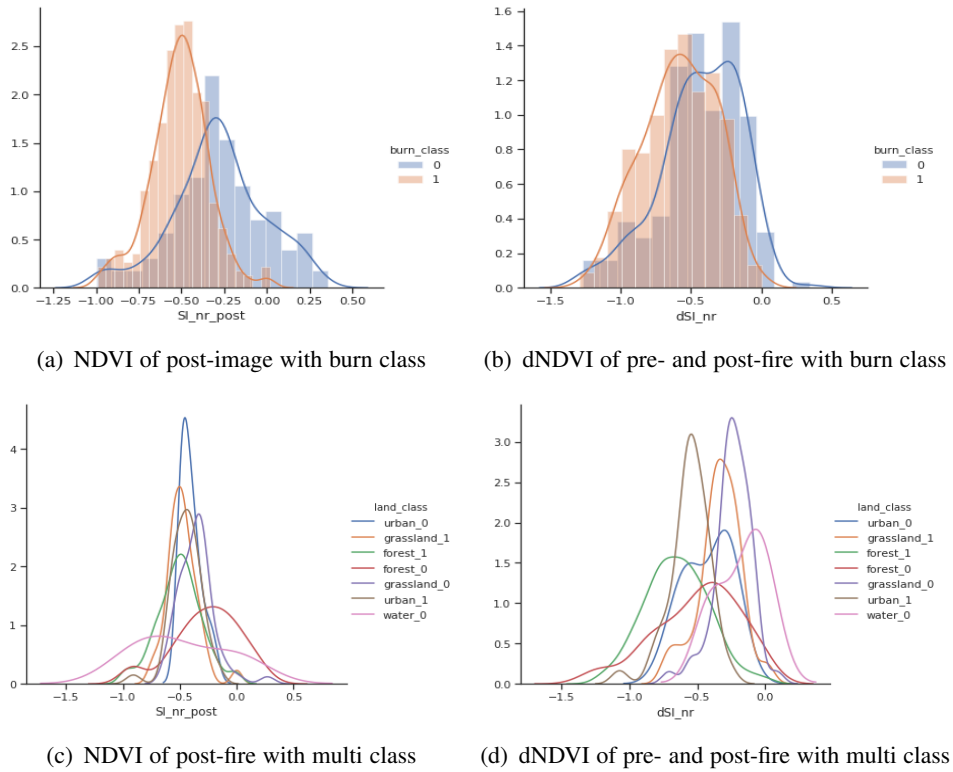 2.5
2.0
1.5
1.0
0.5
0.0
−1.25 −1.00 −0.75 −0.50 −0.25 0.00 0.25 0.50
SI_nr_post
burn_class
0
1
(a) NDVI of post-image with burn class
1.6
1.4
1.2
1.0
0.8
0.6
0.4
0.2
0.0
−1.5 −1.0 −0.5 0.0 0.5
dSI_nr
burn_class
0
1
(b) dNDVI of pre- and post-fire with burn class
4
3
2
1
0
−1.5 −1.0 −0.5 0.0 0.5
SI_nr_post
land_class
urban_0
grassland_1
forest_1
forest_0
grassland_0
urban_1
water_0
(c) NDVI of post-fire with multi class
3.0
2.5
2.0
1.5
1.0
0.5
0.0
−1.5 −1.0 −0.5 0.0
dSI_nr
land_class
urban_0
grassland_1
forest_1
forest_0
grassland_0
urban_1
water_0
(d) dNDVI of pre- and post-fire with multi class